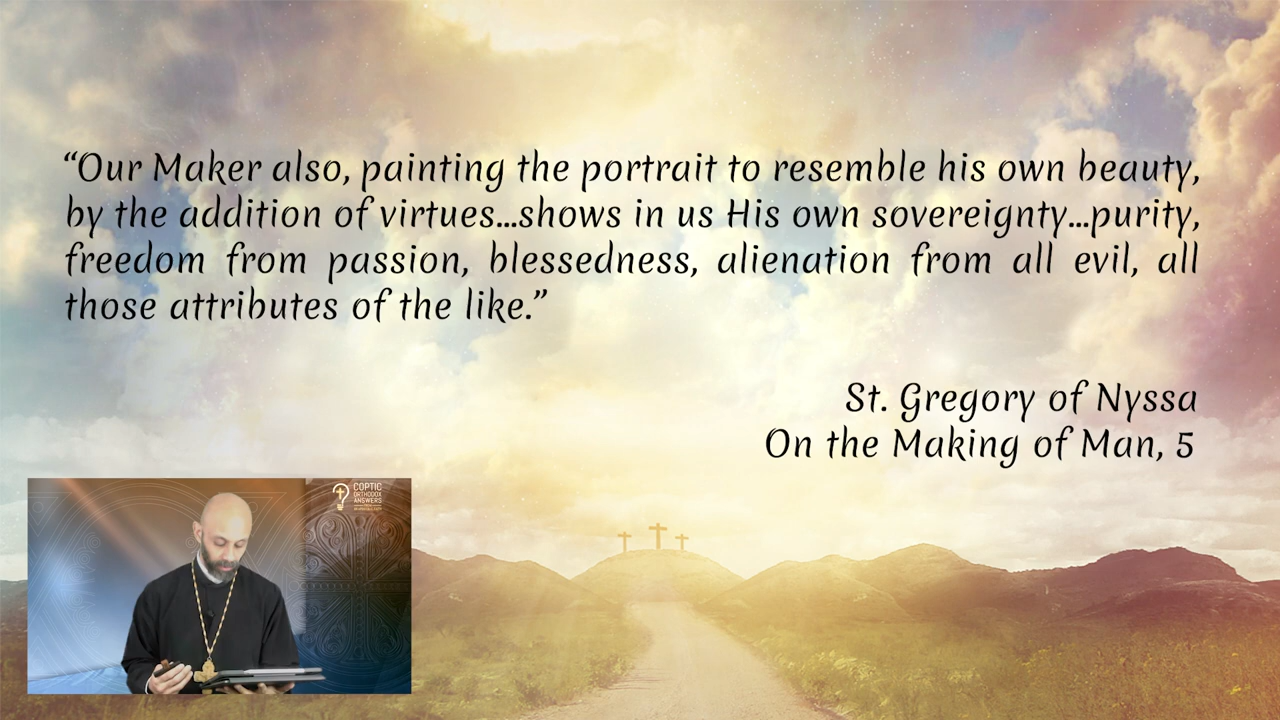 “Our Maker also, painting the portrait to resemble his own beauty,
by the addition of virtues...shows in us His own sovereignty...purity,
freedom from passion, blessedness, alienation from all evil, all
those attributes of the like.”
St. Gregory of Nyssa
On the Making of Man, 5
COPTIC
ORTHODOX
ANSWERS